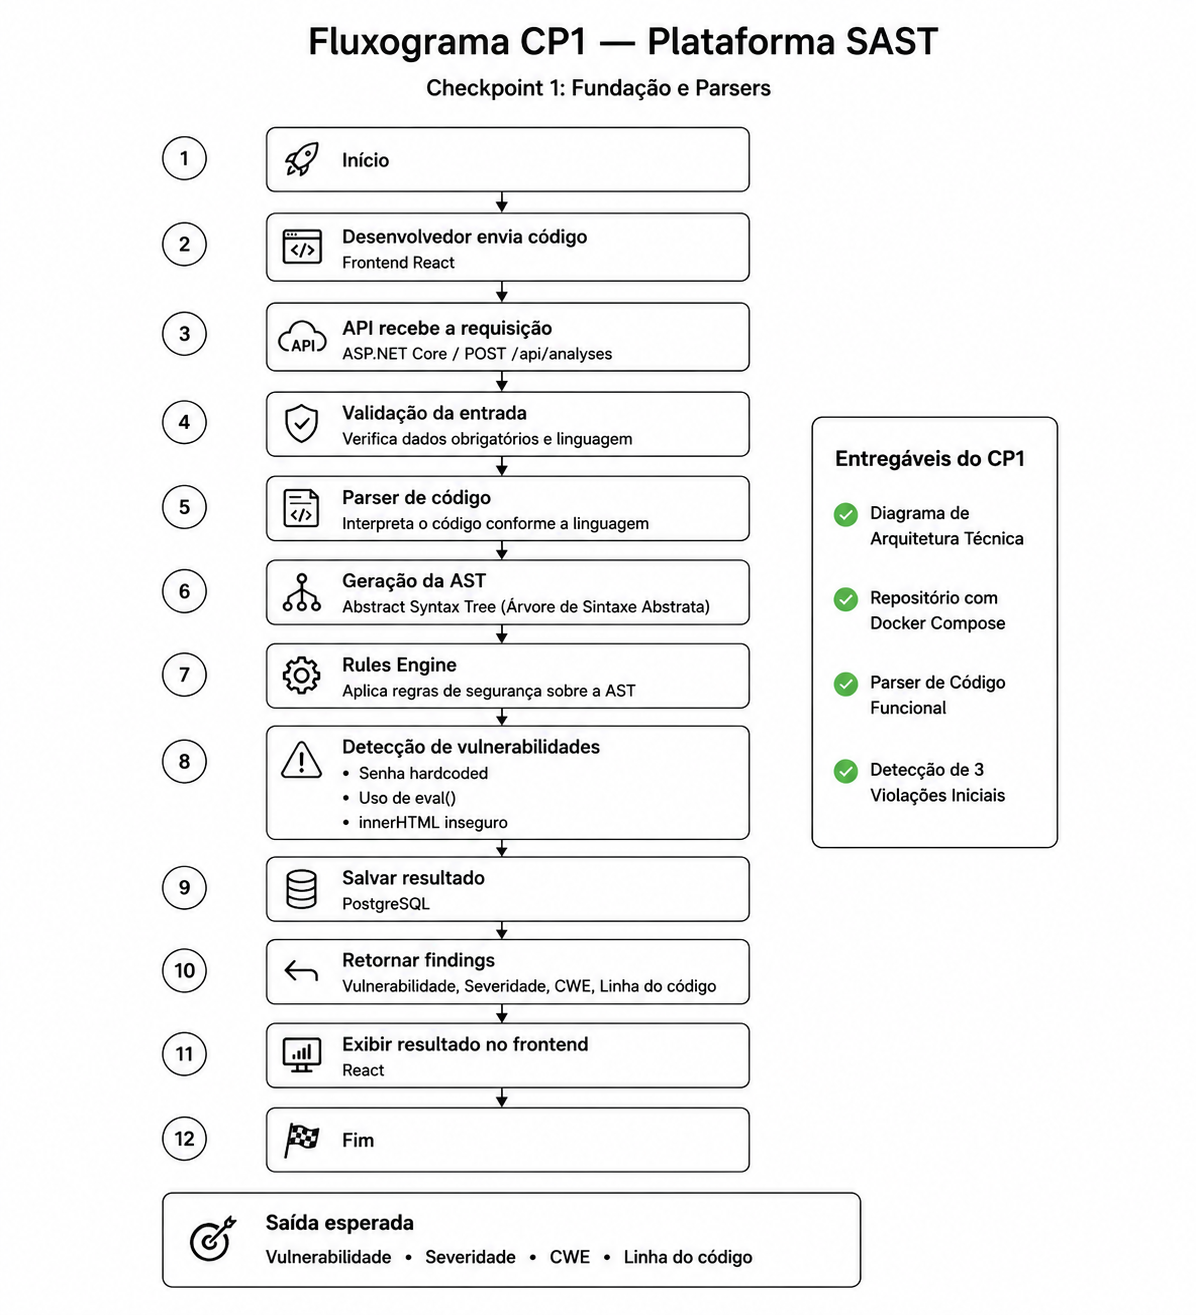 Fluxograma CP1 — Plataforma SAST
Checkpoint 1: Fundação e Parsers
1
Início
2
Desenvolvedor envia código
Frontend React
3
API
API recebe a requisição
ASP.NET Core / POST /api/analyses
4
Validação da entrada
Verifica dados obrigatórios e linguagem
5
Parser de código
Interpreta o código conforme a linguagem
6
Geração da AST
Abstract Syntax Tree (Árvore de Sintaxe Abstrata)
7
Rules Engine
Aplica regras de segurança sobre a AST
8
Detecção de vulnerabilidades
• Senha hardcoded
• Uso de eval()
• innerHTML inseguro
9
Salvar resultado
PostgreSQL
10
Retornar findings
Vulnerabilidade, Severidade, CWE, Linha do código
11
Exibir resultado no frontend
React
12
Fim
Entregáveis do CP1
Diagrama de
Arquitetura Técnica
Repositório com
Docker Compose
Parser de Código
Funcional
Detecção de 3
Violações Iniciais
Saída esperada
Vulnerabilidade • Severidade • CWE • Linha do código